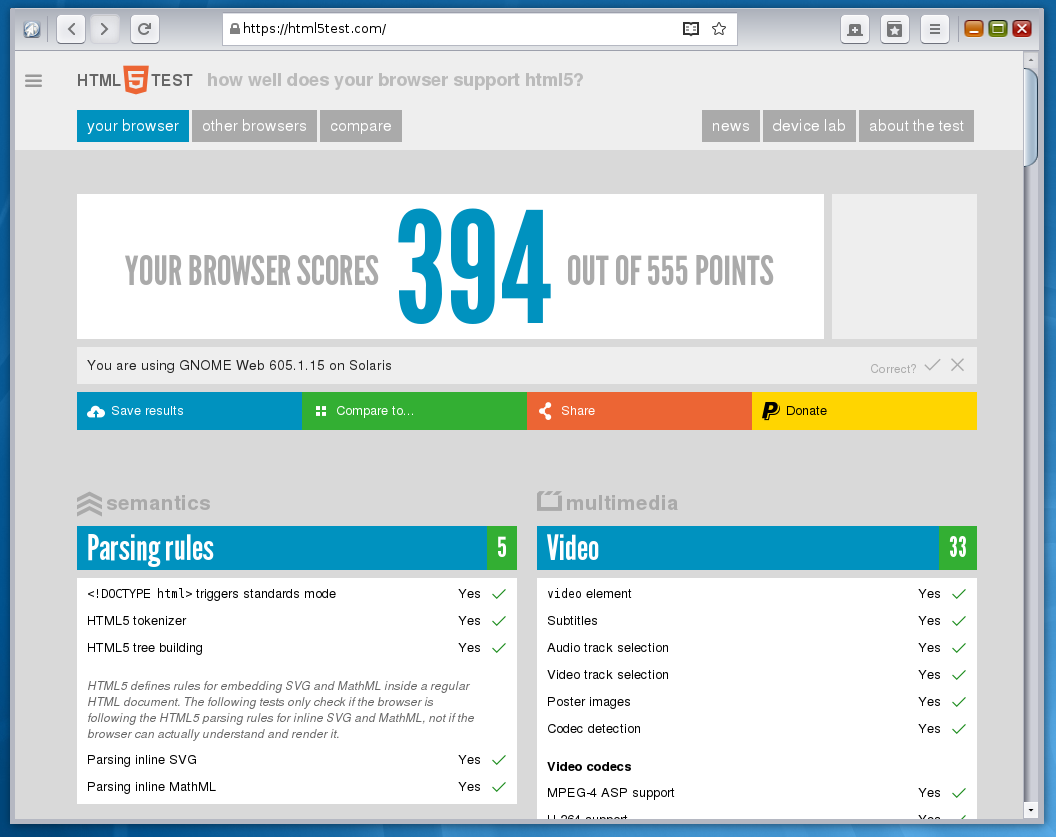 https://html5test.com/
HTML 5 TEST how well does your browser support html5?
your browser other browsers compare news device lab about the test
YOUR BROWSER SCORES 394 OUT OF 555 POINTS
You are using GNOME Web 605.1.15 on Solaris Correct?
Save results Compare to... Share Donate
semantics
Parsing rules 5
<!DOCTYPE html> triggers standards mode Yes
HTML5 tokenizer Yes
HTML5 tree building Yes
HTML5 defines rules for embedding SVG and MathML inside a regular
HTML document. The following tests only check if the browser is
following the HTML5 parsing rules for inline SVG and MathML, not if the
browser can actually understand and render it.
Parsing inline SVG Yes
Parsing inline MathML Yes
multimedia
Video 33
video element Yes
Subtitles Yes
Audio track selection Yes
Video track selection Yes
Poster images Yes
Codec detection Yes
Video codecs
MPEG-4 ASP support Yes
H.264 support Yes